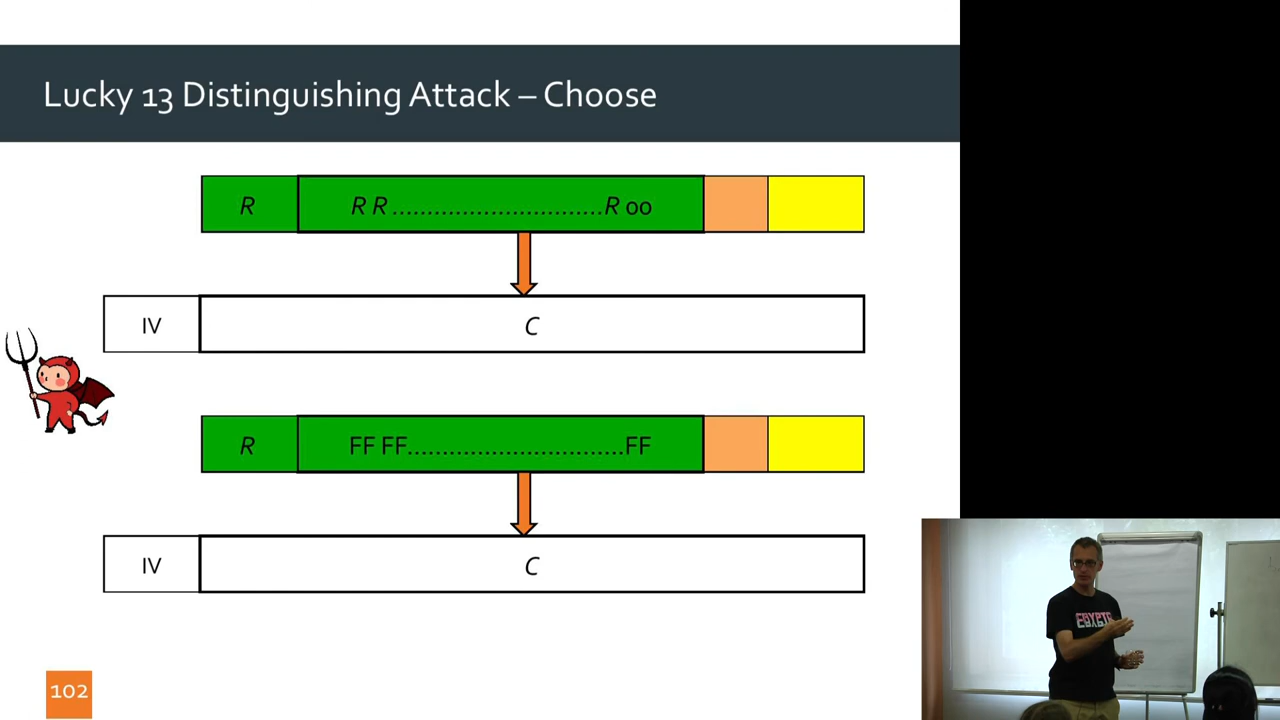 Lucky 13 Distinguishing Attack – Choose
R
R R ..............................R 00
IV
C
R
FF FF...............................FF
IV
C
102